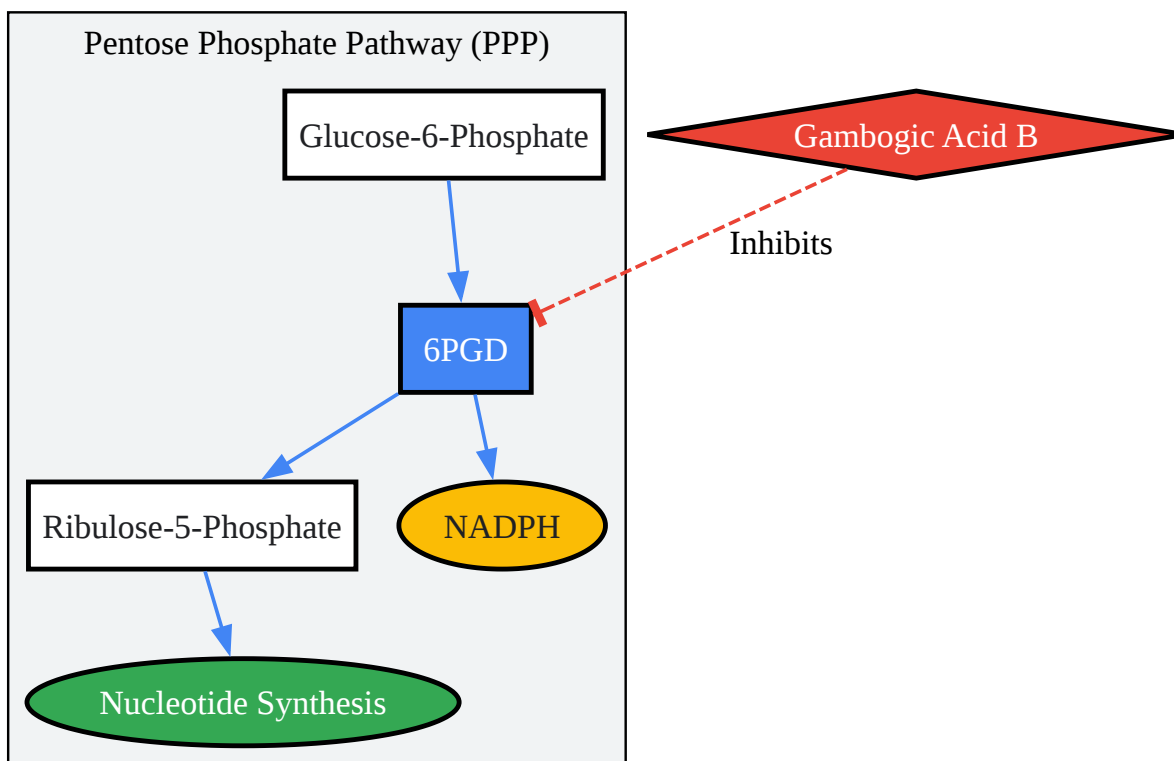 Pentose Phosphate Pathway (PPP)
Glucose-6-Phosphate
Gambogic Acid B
Inhibits
6PGD
Ribulose-5-Phosphate
NADPH
Nucleotide Synthesis